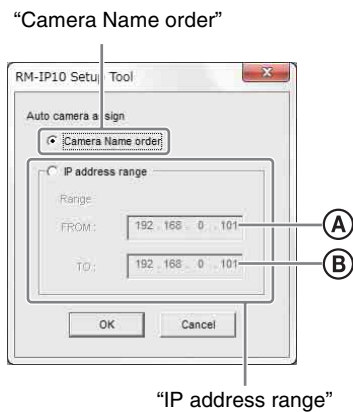 “Camera Name order”
RM-IP10 Setup Tool
Auto camera assign
Camera Name order
IP address range
Range
FROM : 192 . 168 . 0 . 101 A
TO : 192 . 168 . 0 . 101 B
OK Cancel
“IP address range”